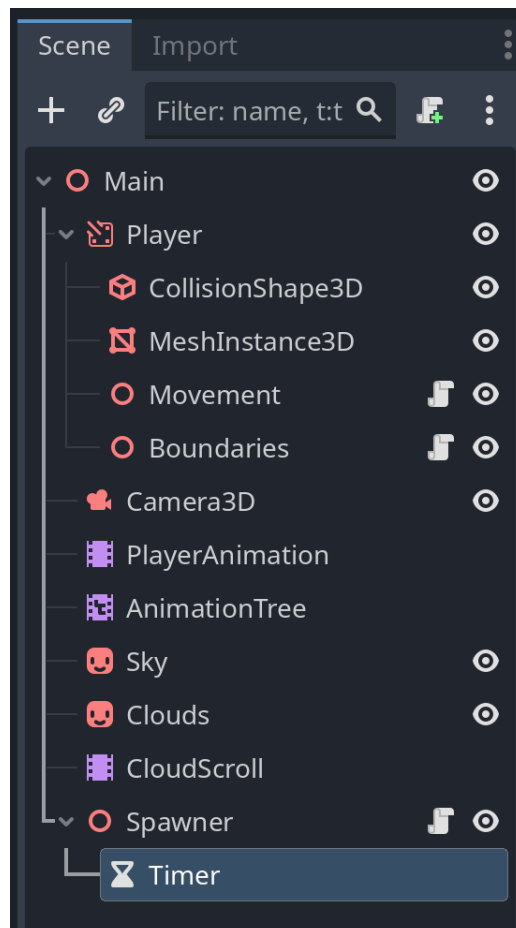 Scene Import
Filter: name, t:t
Main
Player
CollisionShape3D
MeshInstance3D
Movement
Boundaries
Camera3D
PlayerAnimation
AnimationTree
Sky
Clouds
CloudScroll
Spawner
Timer